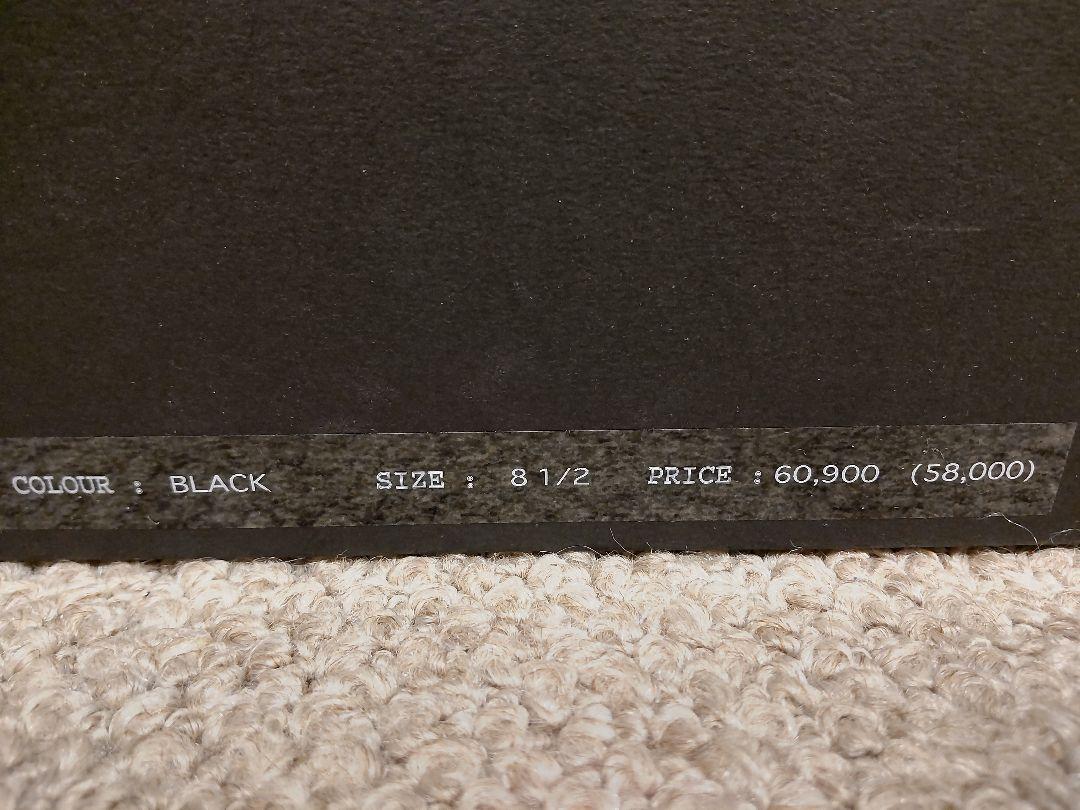 COLOUR : BLACK SIZE : 8 1/2 PRICE : 60,900 (58,000)